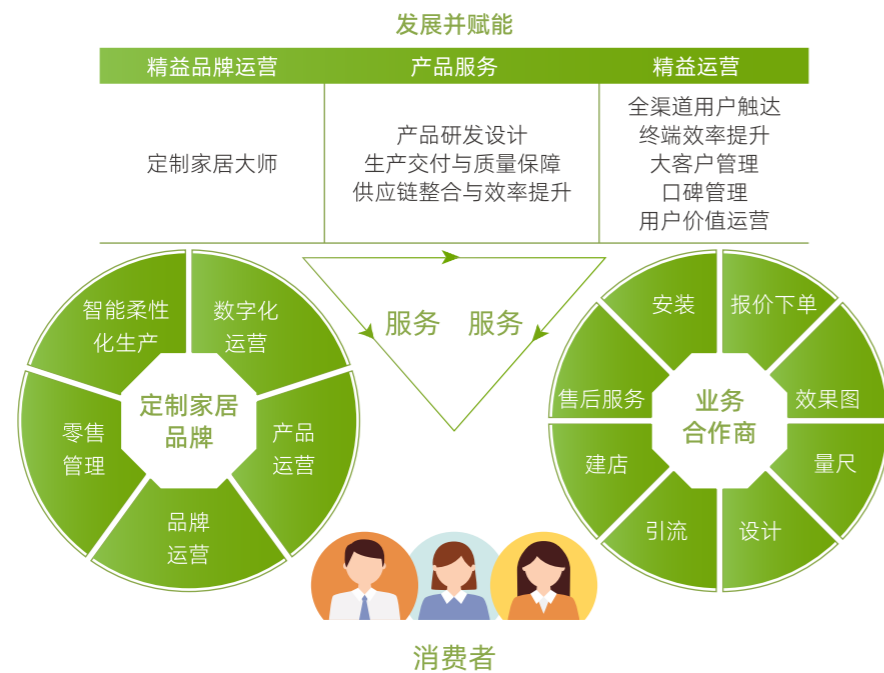 发展并赋能
精益品牌运营
产品服务
精益运营
定制家居大师
产品研发设计
生产交付与质量保障
供应链整合与效率提升
全渠道用户触达
终端效率提升
大客户管理
口碑管理
用户价值运营
智能柔性
化生产
数字化
运营
产品
运营
品牌
运营
零售
管理
定制家居
品牌
服务
服务
安装
报价下单
效果图
量尺
设计
引流
建店
售后服务
业务
合作商
消费者